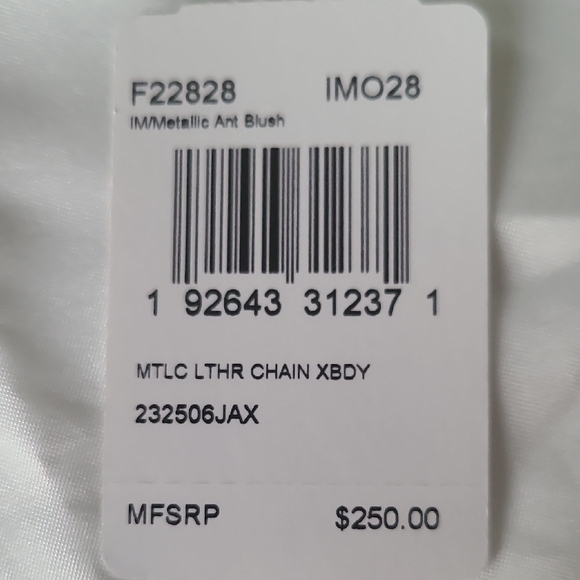 F22828 IMO28
IM/Metallic Ant Blush
1 92643 31237 1
MTLC LTHR CHAIN XBDY
232506JAX
MFSRP $250.00